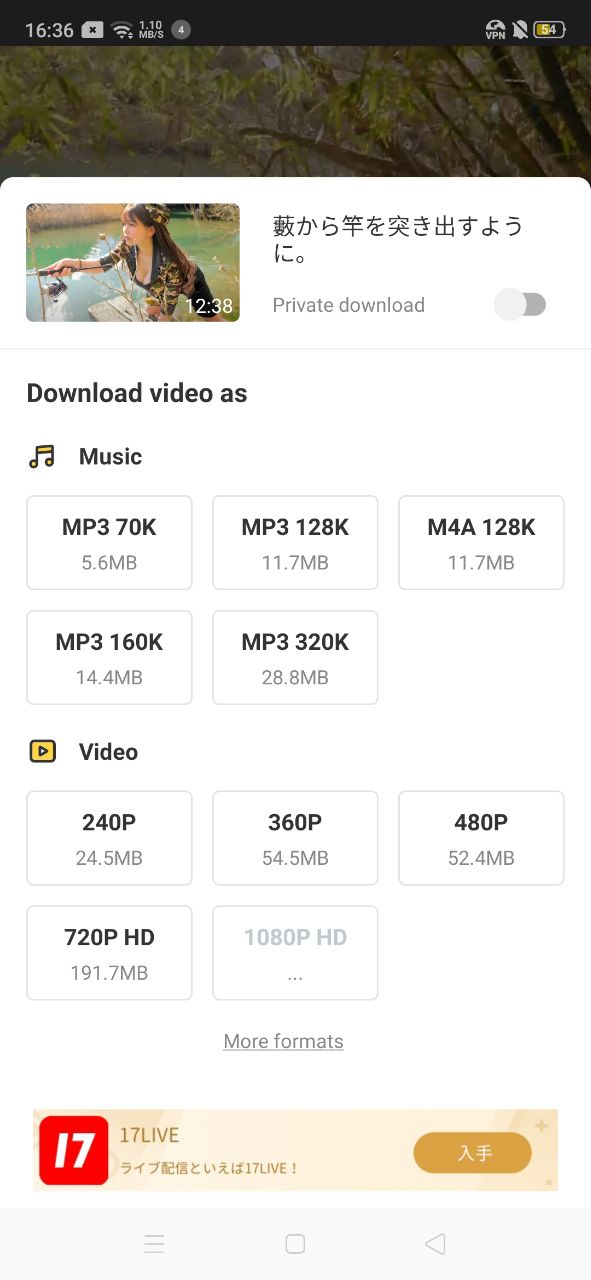 16:36
1.10
MB/S
4
VPN
54
12:38
藪から竿を突き出すよう
に。
Private download
Download video as
Music
MP3 70K
5.6MB
MP3 128K
11.7MB
M4A 128K
11.7MB
MP3 160K
14.4MB
MP3 320K
28.8MB
Video
240P
24.5MB
360P
54.5MB
480P
52.4MB
720P HD
191.7MB
1080P HD
...
More formats
17
17LIVE
ライブ配信といえば17LIVE！
入手